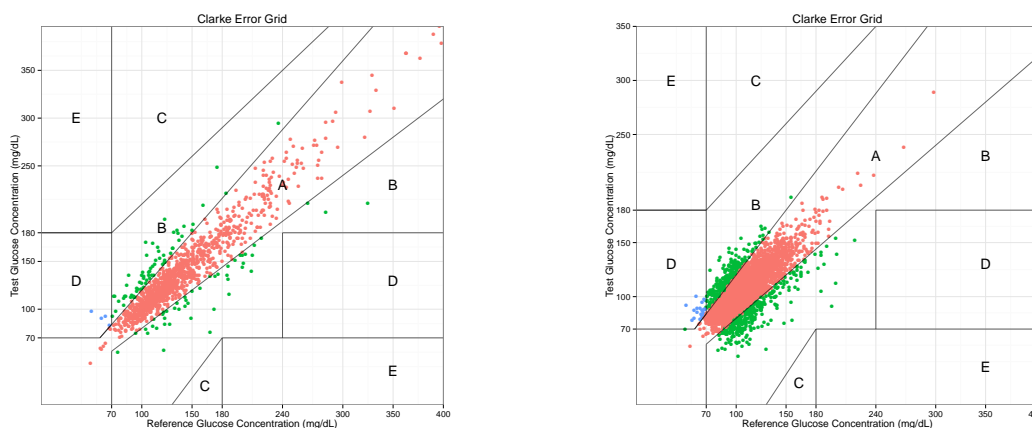 Clarke Error Grid
Test Glucose Concentration (mg/dL)
350
300
250
180
150
100
70
E
C
A
B
B
D
D
C
E
70
100
150
180
240
300
350
400
Reference Glucose Concentration (mg/dL)
Clarke Error Grid
Test Glucose Concentration (mg/dL)
350
300
250
180
150
100
70
E
C
A
B
B
D
D
C
E
70
100
150
180
240
300
350
400
Reference Glucose Concentration (mg/dL)